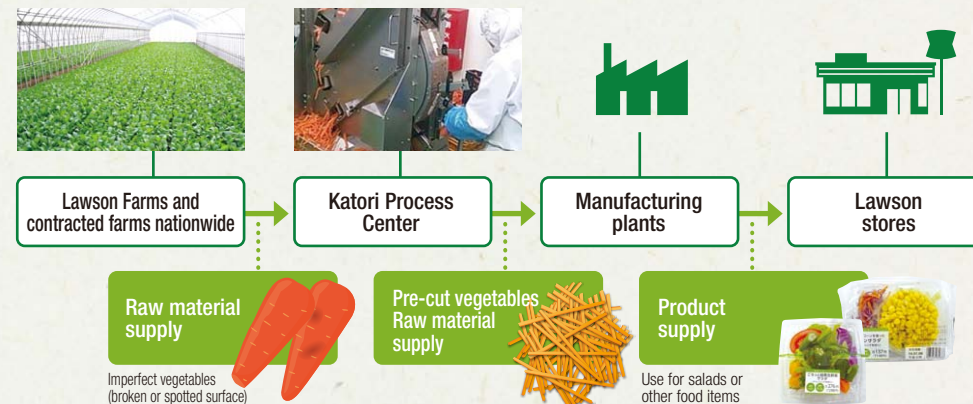 Lawson Farms and
contracted farms nationwide
Katori Process
Center
Manufacturing
plants
Lawson
stores
Raw material
supply
Pre-cut vegetables
Raw material
supply
Product
supply
Imperfect vegetables
(broken or spotted surface)
Use for salads or
other food items